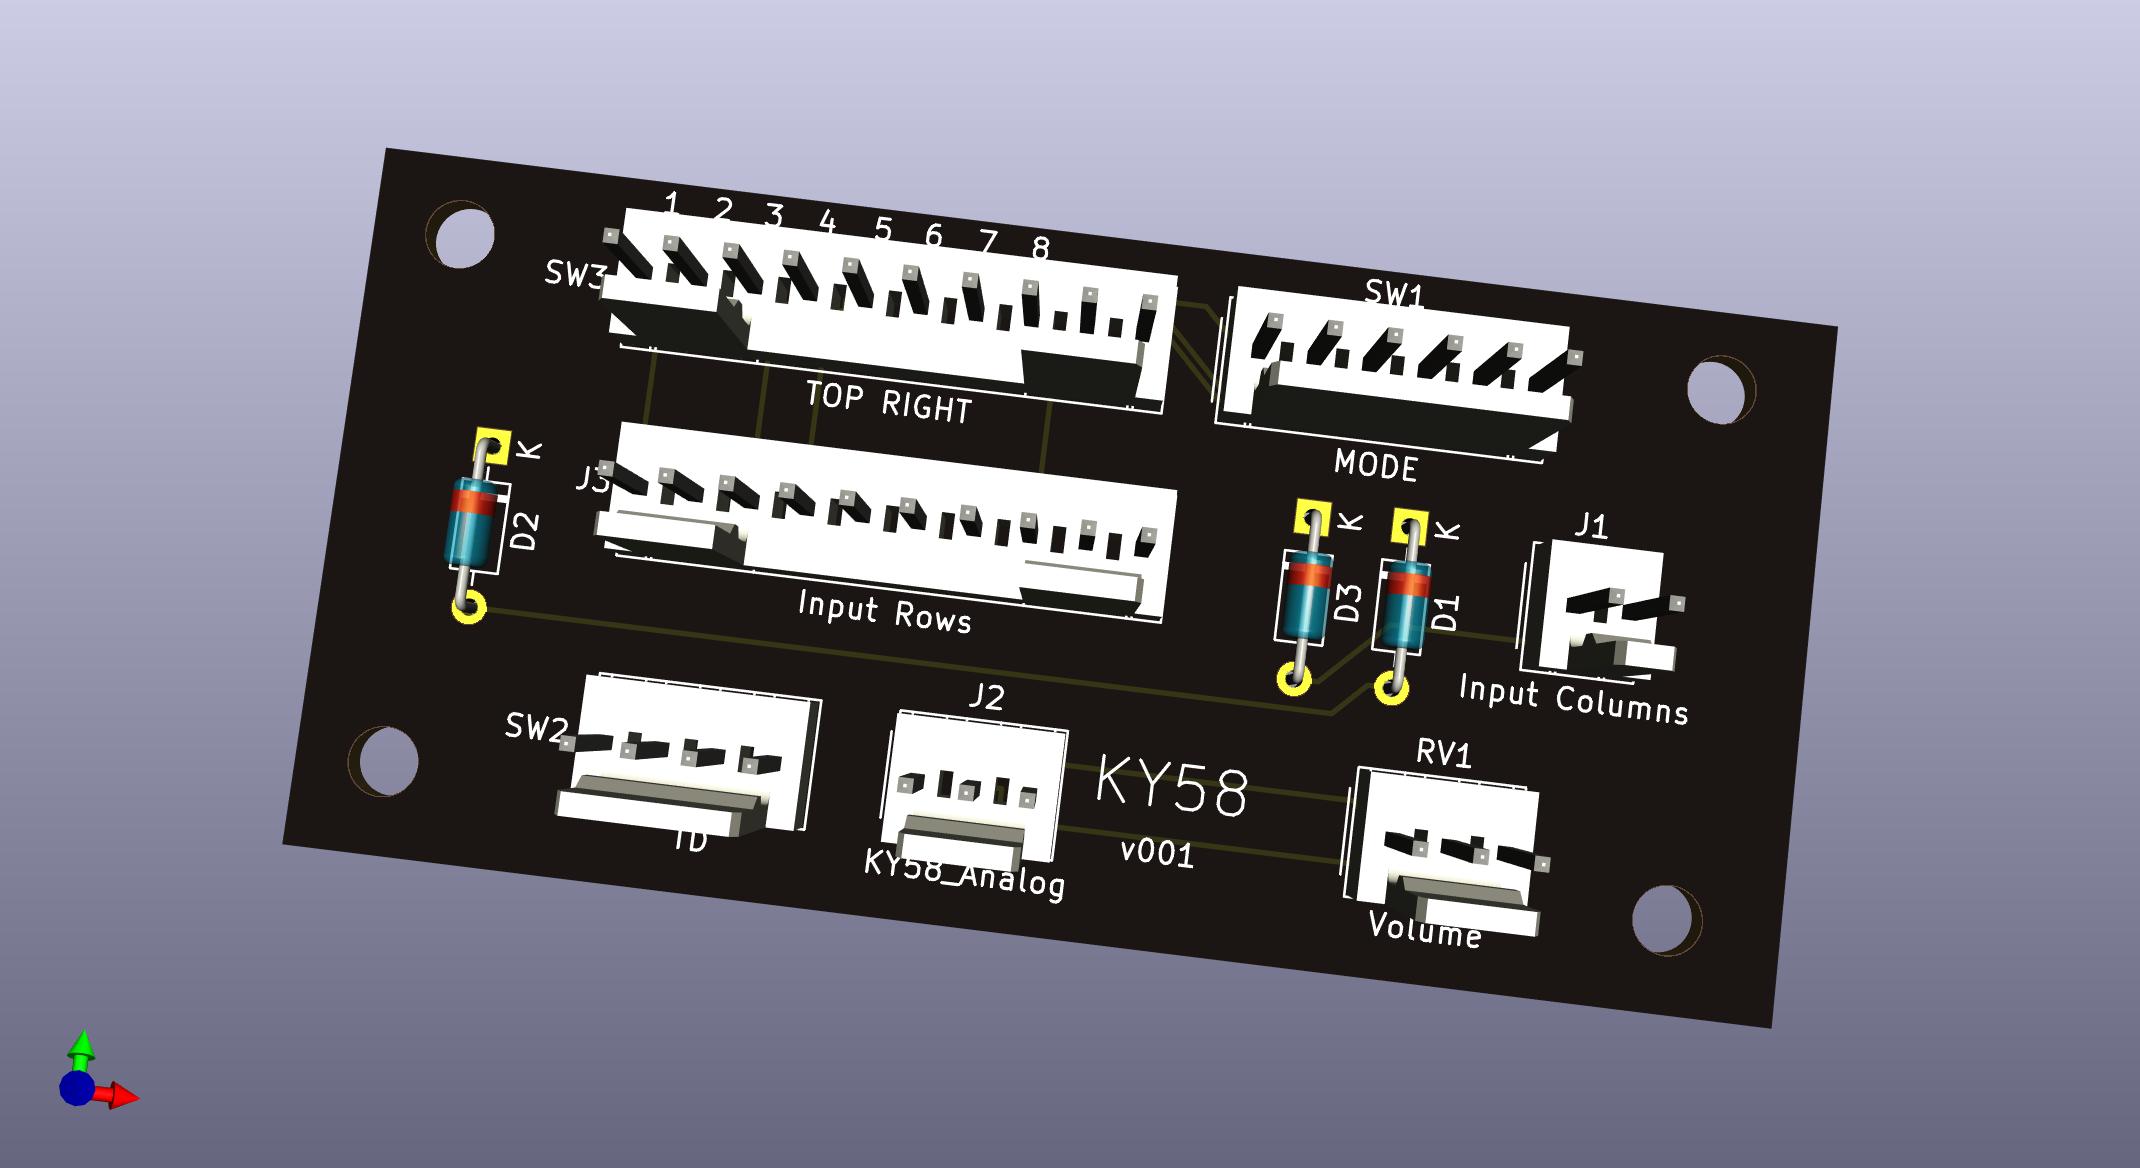 1 2 3 4 5 6 7 8
SW3
SW1
TOP RIGHT
MODE
K
D2
J3
Input Rows
K
D3
K
D1
J1
Input Columns
SW2
TD
J2
KY58_Analog
KY58
v001
RV1
Volume